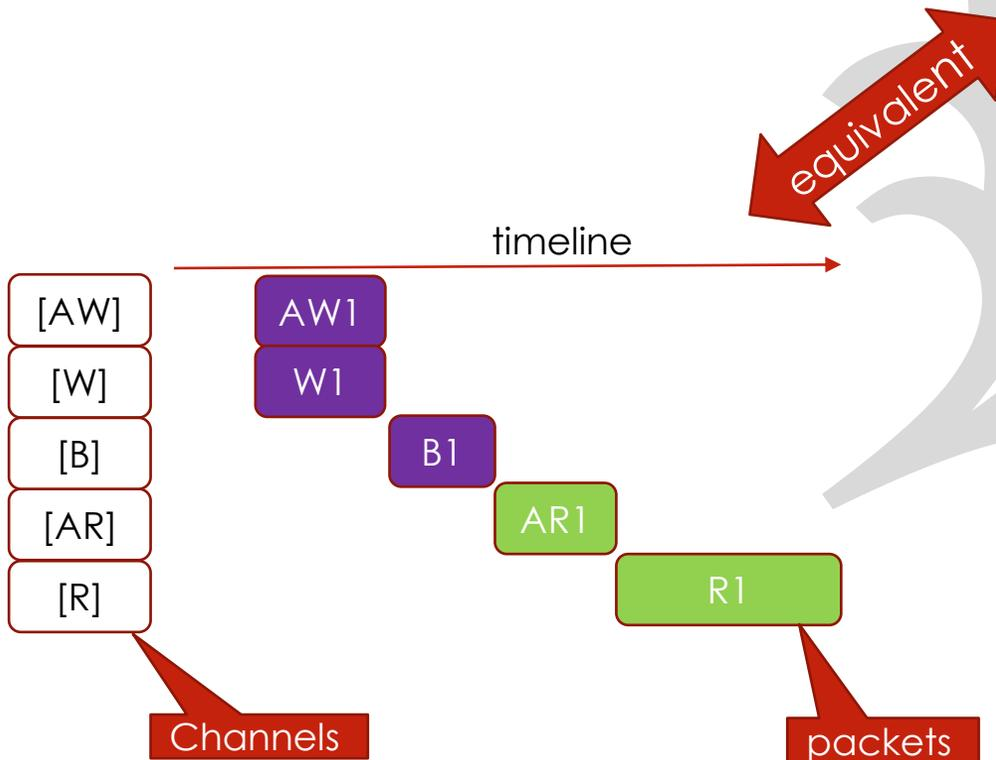 equivalent
timeline
[AW]
AW1
[W]
W1
[B]
B1
[AR]
AR1
[R]
R1
Channels
packets